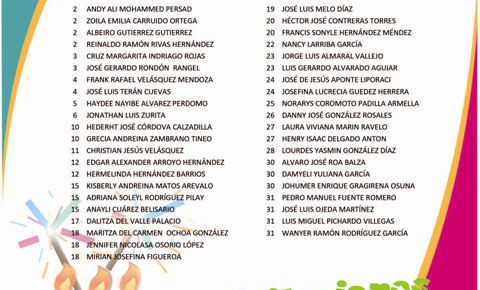 2 ANDY ALI MOHAMMED PERSAD
2 ZOILA EMILIA CARRUIDO ORTEGA
2 ALBEIRO GUTIERREZ GUTIERREZ
2 REINALDO RAMÓN RIVAS HERNÁNDEZ
3 CRUZ MARGARITA INDRIAGO ROJAS
3 JOSÉ GERARDO RONDÓN RANGEL
4 FRANK RAFAEL VELÁSQUEZ MENDOZA
4 JOSÉ LUIS TERÁN CUEVAS
5 HAYDEE NAYIBE ALVAREZ PERDOMO
6 JONATHAN LUIS ZURITA
10 HEDERHT JOSÉ CÓRDOVA CALZADILLA
10 GRECIA ANDREINA ZAMBRANO TINEO
11 CHRISTIAN JESÚS VELÁSQUEZ
12 EDGAR ALEXANDER ARROYO HERNÁNDEZ
12 HERMELINDA HERNÁNDEZ BARRIOS
15 KISBERLY ANDREINA MATOS AREVALO
15 ADRIANA SOLEYL RODRÍGUEZ PILAY
15 ANAYLI CUÁREZ BELISARIO
17 DALITZA DEL VALLE PALACIO
18 MARITZA DEL CARMEN OCHOA GONZÁLEZ
18 JENNIFER NICOLASA OSORIO LÓPEZ
18 MIRIAN JOSEFINA FIGUEROA
19 JOSÉ LUIS MELO DÍAZ
20 HÉCTOR JOSÉ CONTRERAS TORRES
20 FRANCIS SONYLE HERNÁNDEZ MÉNDEZ
22 NANCY LARRIBA GARCÍA
23 JORGE LUIS ALMARAL VALLEJO
23 LUIS GERARDO ALVARADO AGUIAR
24 JOSÉ DE JESÚS APONTE LIPORACI
24 JOSEFINA LUCRECIA GUEDEZ HERRERA
25 NORARYS COROMOTO PADILLA ARMELLA
26 DANNY JOSÉ GONZÁLEZ ROSALES
27 LAURA VIVIANA MARIN RAVELO
27 HENRY ISAAC DELGADO ANTON
28 LOURDES YASMIN GONZÁLEZ DÍAZ
30 ALVARO JOSÉ ROA BALZA
30 DAMYELI YULIANA GARCÍA
30 JOHUMER ENRIQUE GRAGIRENA OSUNA
31 PEDRO MANUEL FUENTE ROMERO
31 JOSÉ LUIS OJEDA MARTÍNEZ
31 LUIS MIGUEL PICHARDO VILLEGAS
31 WANYER RAMÓN RODRÍGUEZ GARCÍA